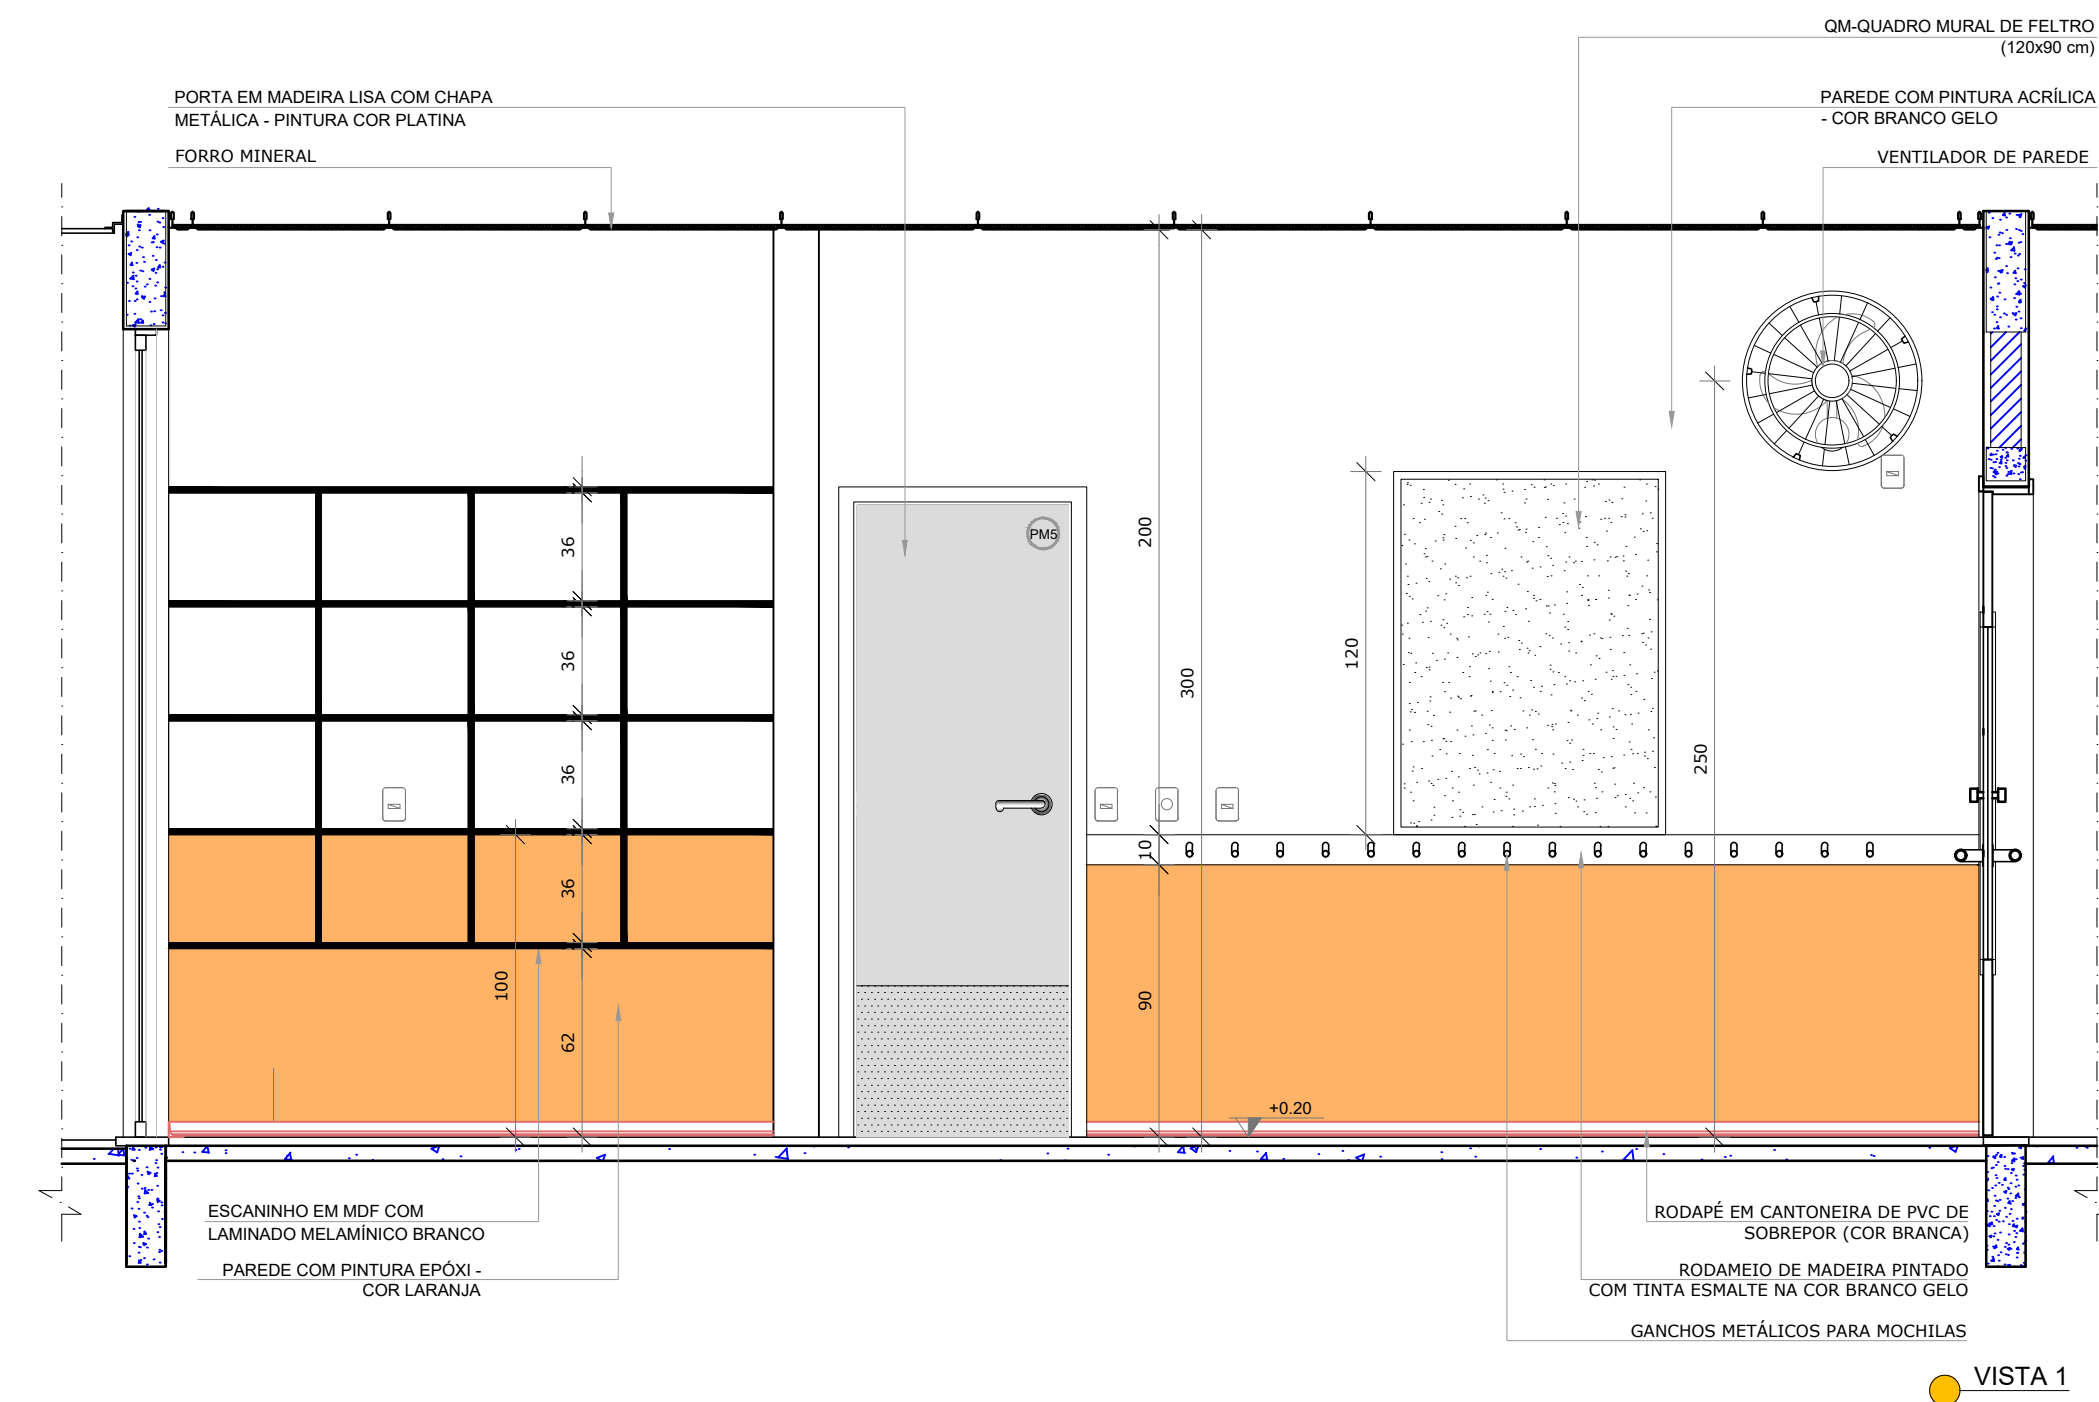 QM-QUADRO MURAL DE FELTRO
(120x90 cm)
PORTA EM MADEIRA LISA COM CHAPA
METÁLICA - PINTURA COR PLATINA
PAREDE COM PINTURA ACRÍLICA
- COR BRANCO GELO
FORRO MINERAL
VENTILADOR DE PAREDE
PM5
36
36
36
36
62
100
200
10
90
300
120
250
+0.20
ESCANINHO EM MDF COM
LAMINADO MELAMÍNICO BRANCO
PAREDE COM PINTURA EPÓXI -
COR LARANJA
RODAPÉ EM CANTONEIRA DE PVC DE
SOBREPOR (COR BRANCA)
RODAMEIO DE MADEIRA PINTADO
COM TINTA ESMALTE NA COR BRANCO GELO
GANCHOS METÁLICOS PARA MOCHILAS
VISTA 1